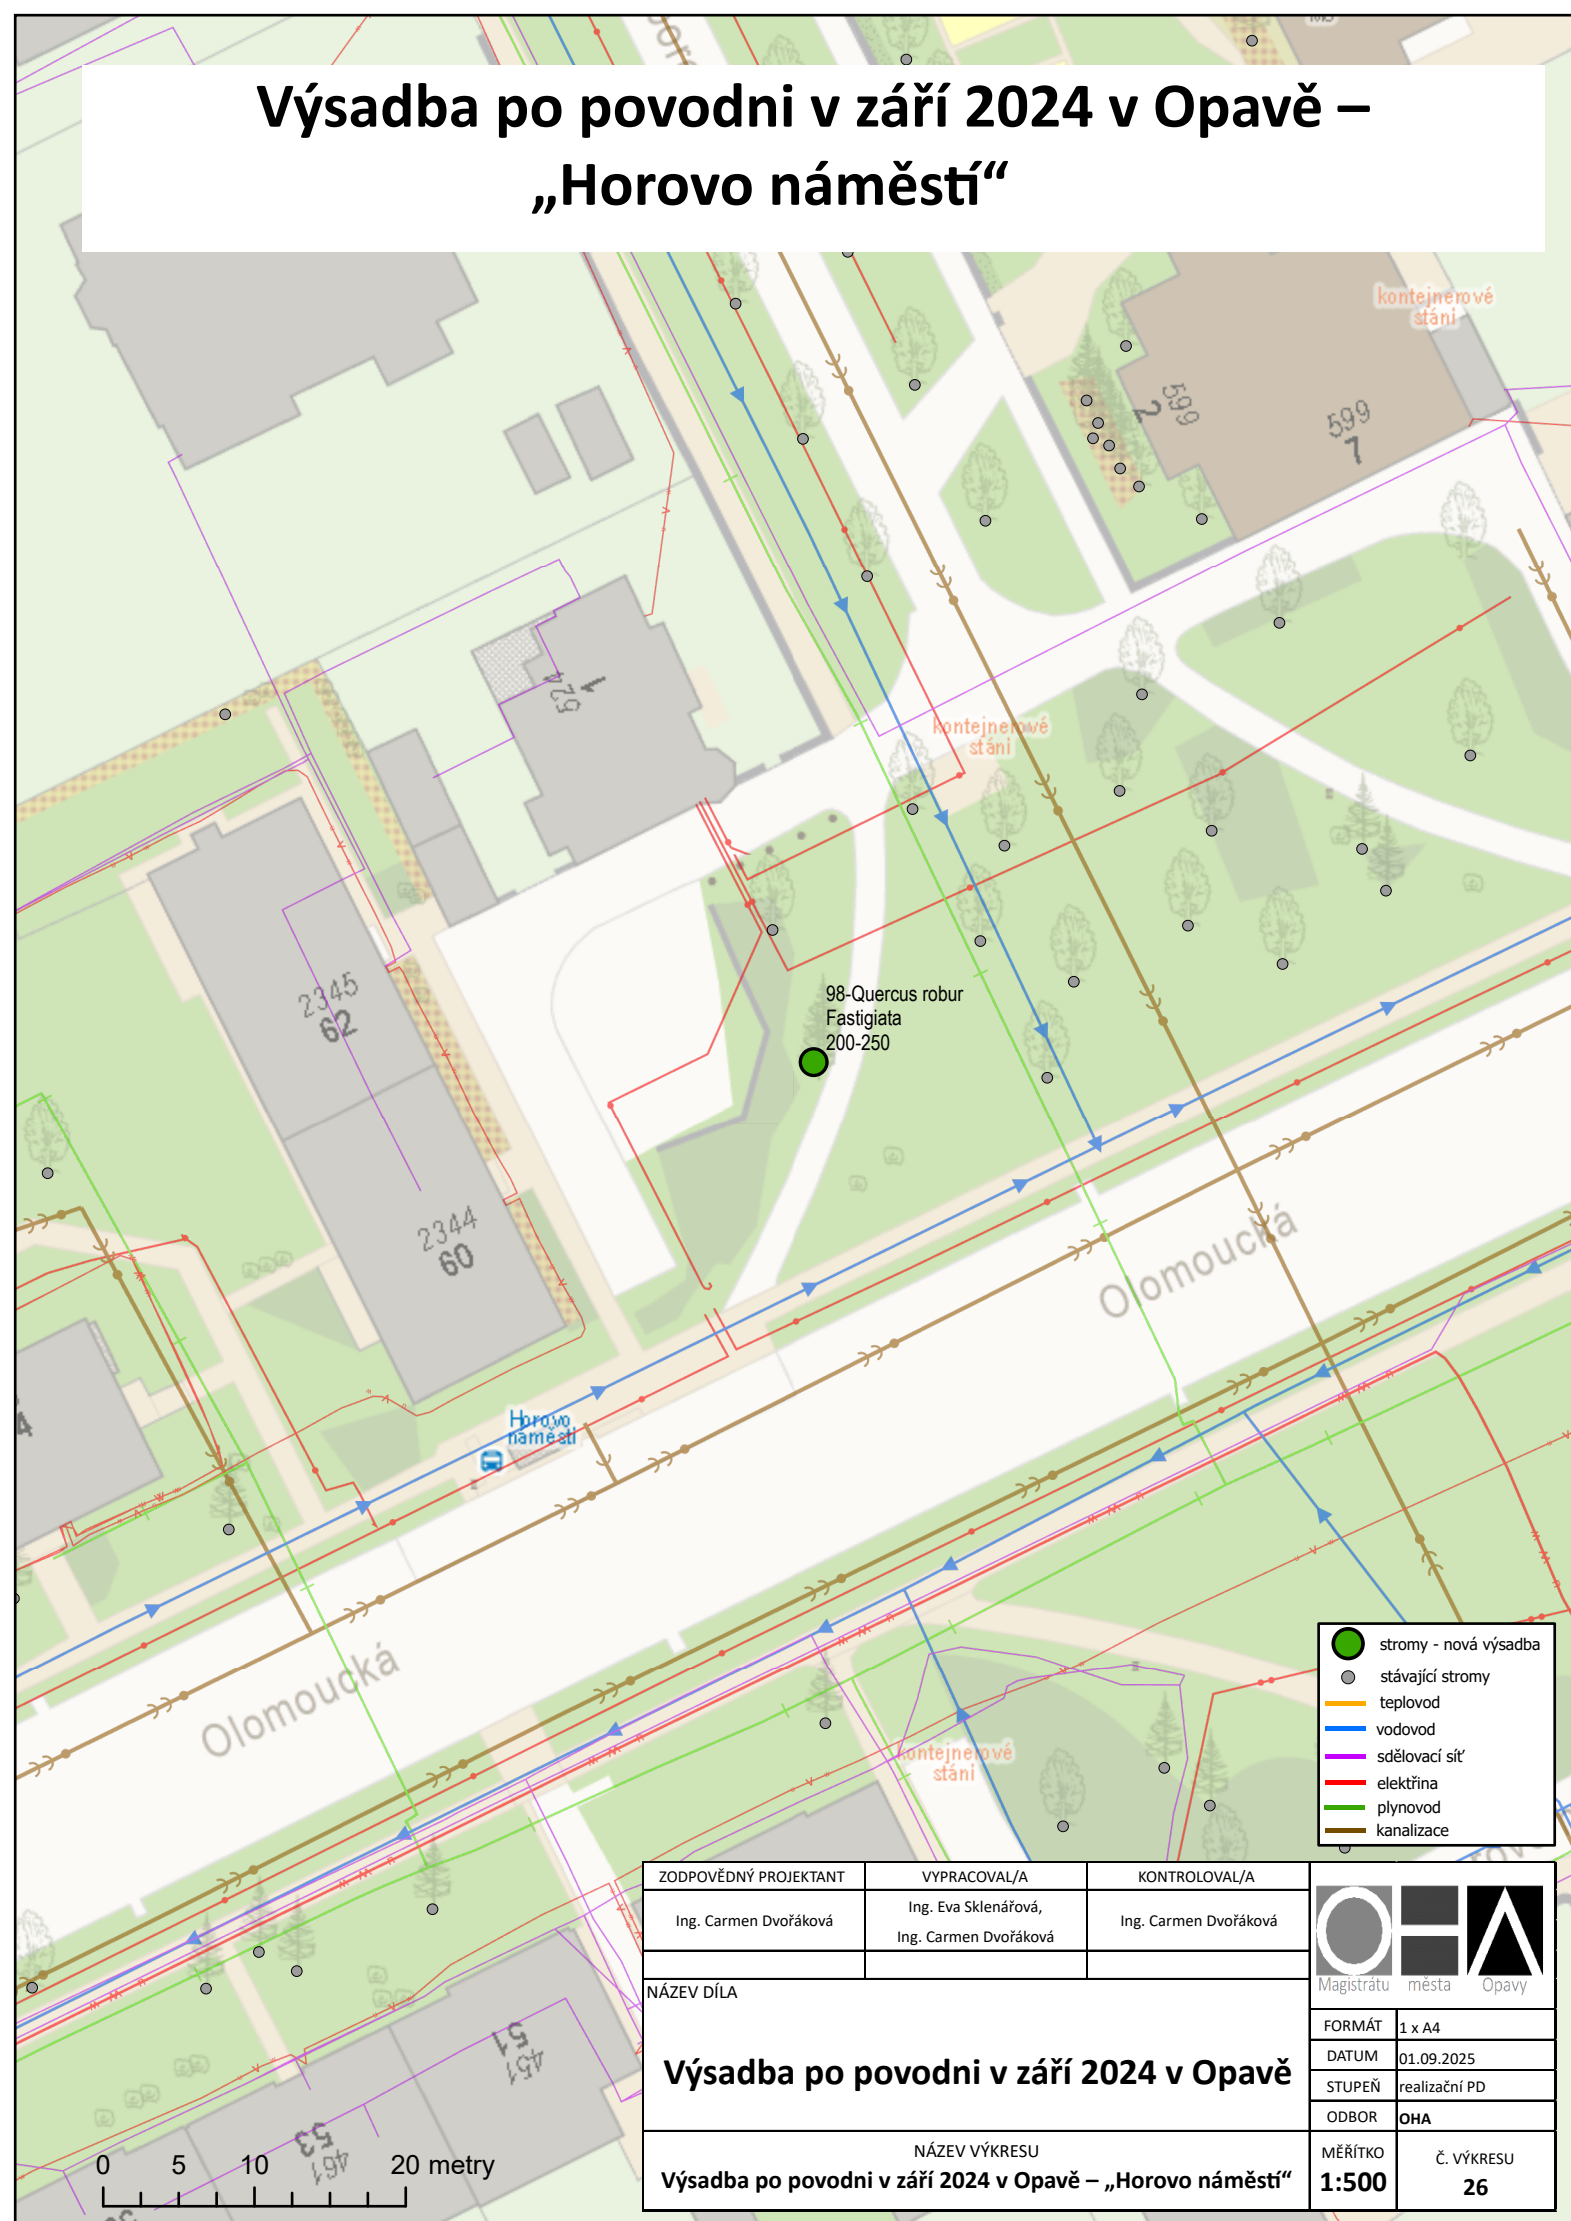 Výsadba po povodni v září 2024 v Opavě –
„Horovo náměstí“
kontejnerové
stáni
599
2
599
7
524
1
kontejnerové
stáni
2345
62
98-Quercus robur
Fastigiata
200-250
2344
60
Olomoucká
4
Horovo
náměstí
Olomoucká
kontejnerové
stáni
451
51
461
53
0 5 10 20 metry
stromy - nová výsadba
stávající stromy
teplovod
vodovod
sdělovací síť
elektřina
plynovod
kanalizace
ZODPOVĚDNÝ PROJEKTANT
VYPRACOVAL/A
KONTROLOVAL/A
Ing. Carmen Dvořáková
Ing. Eva Sklenářová,
Ing. Carmen Dvořáková
Ing. Carmen Dvořáková
Magistrátu města Opavy
NÁZEV DÍLA
Výsadba po povodni v září 2024 v Opavě
FORMÁT 1 x A4
DATUM 01.09.2025
STUPEŇ realizační PD
ODBOR OHA
NÁZEV VÝKRESU
Výsadba po povodni v září 2024 v Opavě – „Horovo náměstí“
MĚŘÍTKO
1:500
Č. VÝKRESU
26